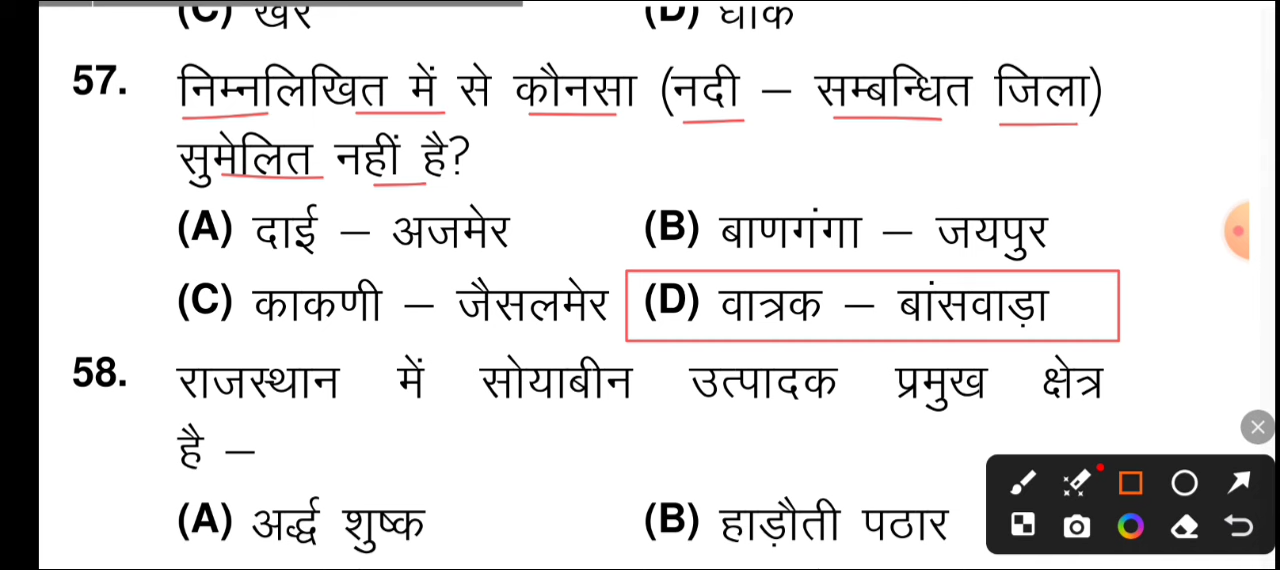 (C) खैर (D) धोक
57. निम्नलिखित में से कौनसा (नदी – सम्बन्धित जिला)
सुमेलित नहीं है?
(A) दाई – अजमेर (B) बाणगंगा – जयपुर
(C) काकणी – जैसलमेर (D) वात्रक – बांसवाड़ा
58. राजस्थान में सोयाबीन उत्पादक प्रमुख क्षेत्र
है –
(A) अर्द्ध शुष्क (B) हाड़ौती पठार